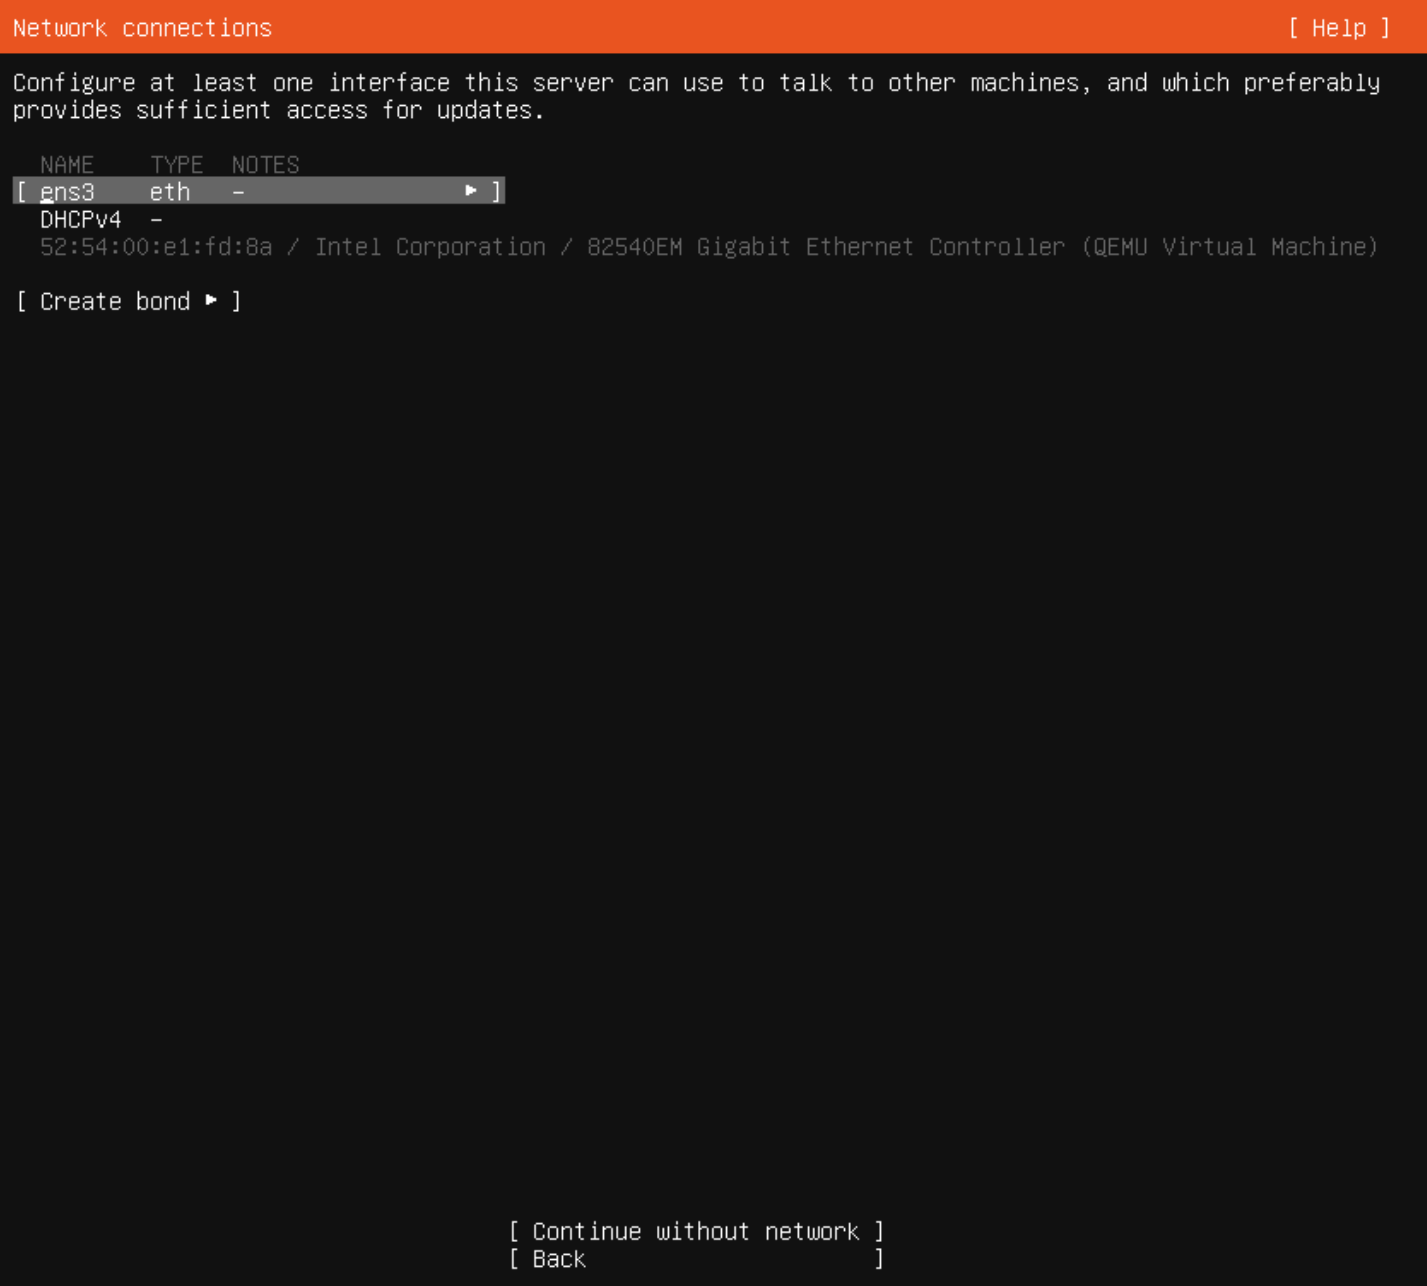 Network connections [ Help ]
Configure at least one interface this server can use to talk to other machines, and which preferably
provides sufficient access for updates.
NAME TYPE NOTES
[ ens3 eth – ▸ ]
DHCPv4 –
52:54:00:e1:fd:8a / Intel Corporation / 82540EM Gigabit Ethernet Controller (QEMU Virtual Machine)
[ Create bond ▸ ]
[ Continue without network ]
[ Back ]